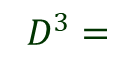 D³ =